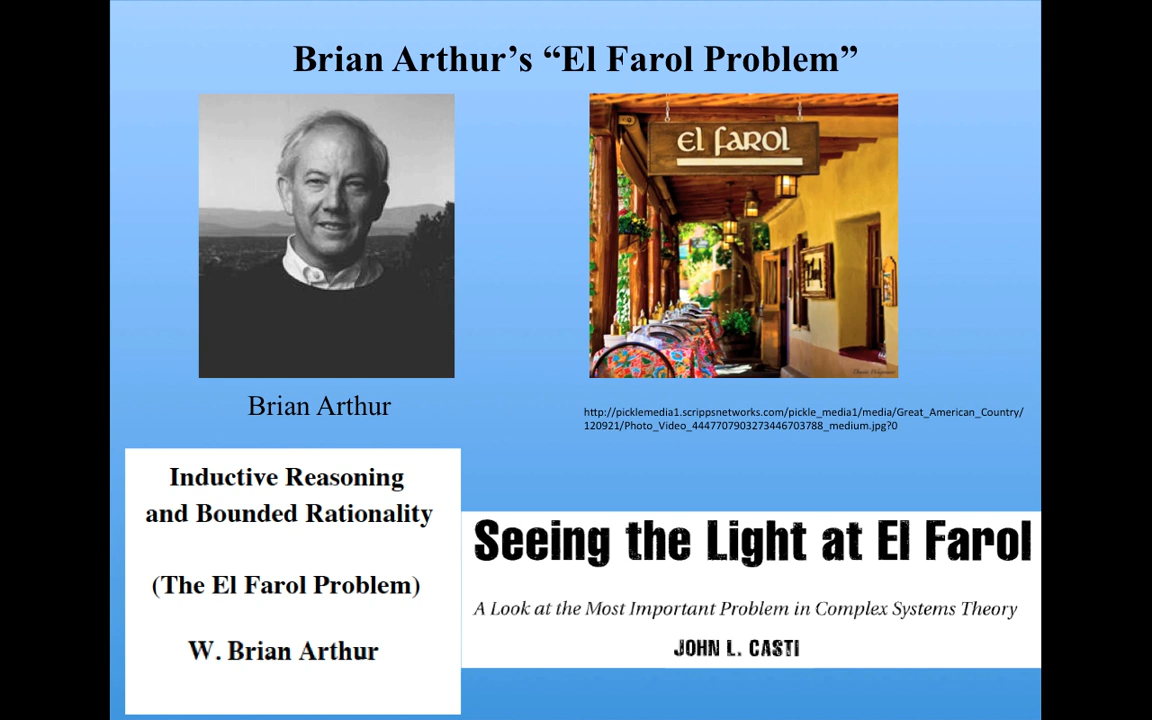 Brian Arthur's “El Farol Problem”
el farol
Brian Arthur
http://picklemedia1.scrippsnetworks.com/pickle_media1/media/Great_American_Country/
120921/Photo_Video_4447707903273446703788_medium.jpg?0
Inductive Reasoning
and Bounded Rationality
(The El Farol Problem)
W. Brian Arthur
Seeing the Light at El Farol
A Look at the Most Important Problem in Complex Systems Theory
JOHN L. CASTI